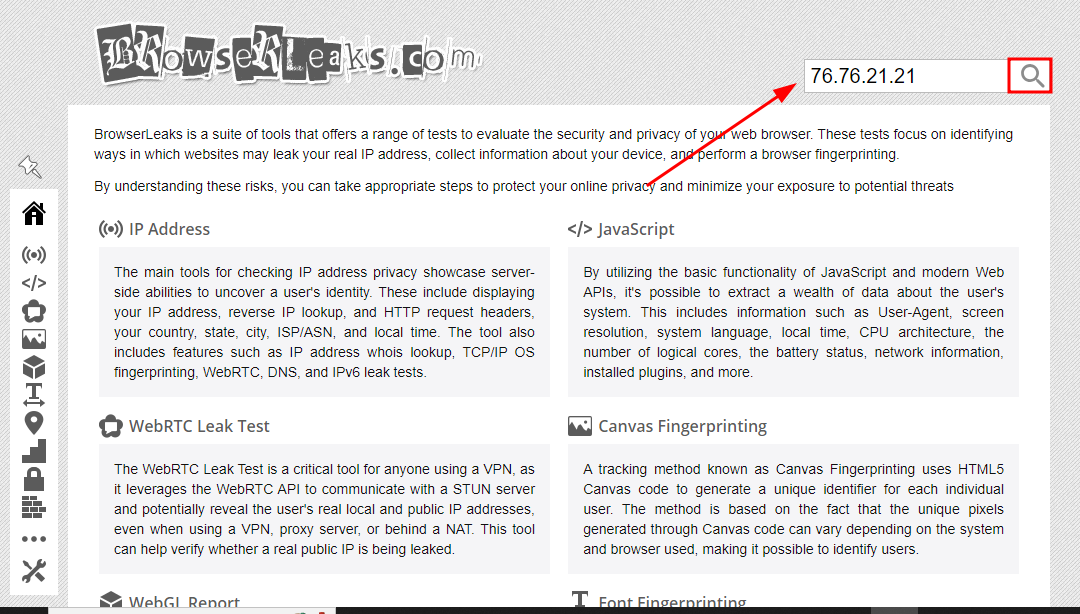 BRowseRLeaks.com
76.76.21.21
BrowserLeaks is a suite of tools that offers a range of tests to evaluate the security and privacy of your web browser. These tests focus on identifying
ways in which websites may leak your real IP address, collect information about your device, and perform a browser fingerprinting.
By understanding these risks, you can take appropriate steps to protect your online privacy and minimize your exposure to potential threats
IP Address
The main tools for checking IP address privacy showcase server-
side abilities to uncover a user's identity. These include displaying
your IP address, reverse IP lookup, and HTTP request headers,
your country, state, city, ISP/ASN, and local time. The tool also
includes features such as IP address whois lookup, TCP/IP OS
fingerprinting, WebRTC, DNS, and IPv6 leak tests.
</> JavaScript
By utilizing the basic functionality of JavaScript and modern Web
APIs, it's possible to extract a wealth of data about the user's
system. This includes information such as User-Agent, screen
resolution, system language, local time, CPU architecture, the
number of logical cores, the battery status, network information,
installed plugins, and more.
WebRTC Leak Test
The WebRTC Leak Test is a critical tool for anyone using a VPN, as
it leverages the WebRTC API to communicate with a STUN server
and potentially reveal the user's real local and public IP addresses,
even when using a VPN, proxy server, or behind a NAT. This tool
can help verify whether a real public IP is being leaked.
Canvas Fingerprinting
A tracking method known as Canvas Fingerprinting uses HTML5
Canvas code to generate a unique identifier for each individual
user. The method is based on the fact that the unique pixels
generated through Canvas code can vary depending on the system
and browser used, making it possible to identify users.
WebGL Report
Font Fingerprinting